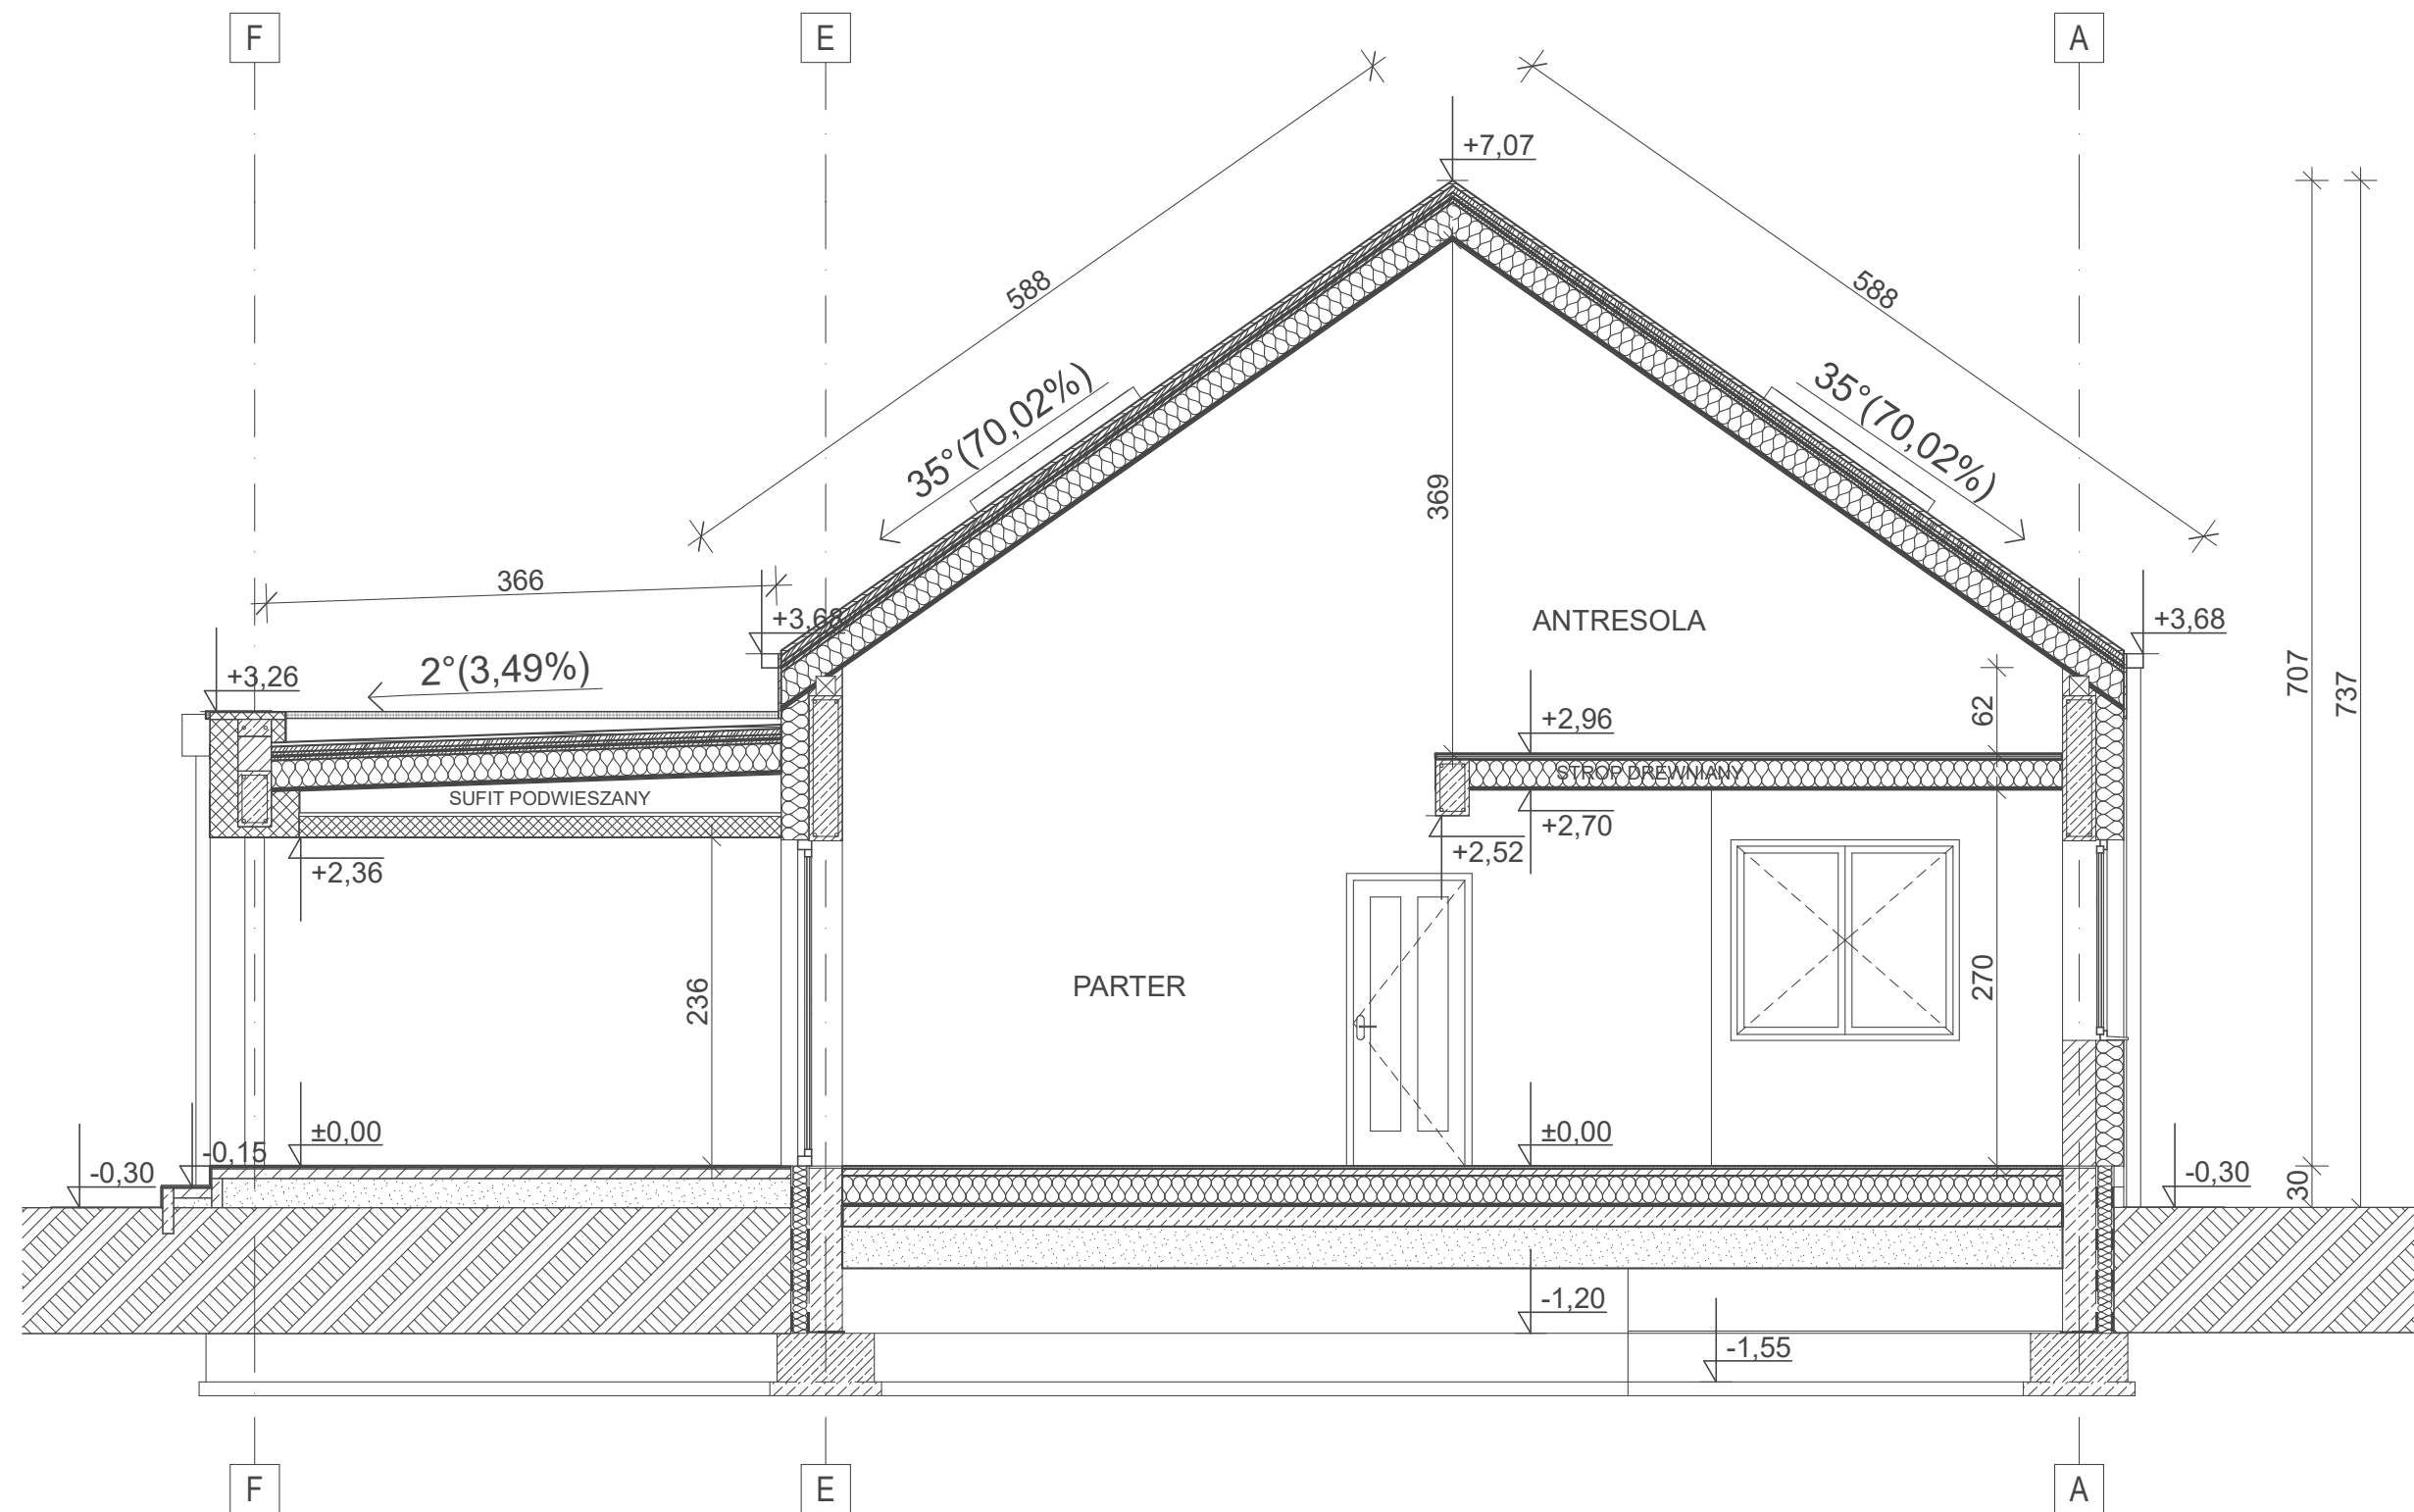 F
E
A
+7,07
588
588
35°(70,02%)
35°(70,02%)
369
366
+3,68
ANTRESOLA
+3,68
2°(3,49%)
+3,26
707
737
62
+2,96
STROP DREWNIANY
SUFIT PODWIESZANY
+2,70
+2,52
+2,36
236
PARTER
270
±0,00
±0,00
-0,15
-0,30
-0,30
30
-1,20
-1,55
F
E
A